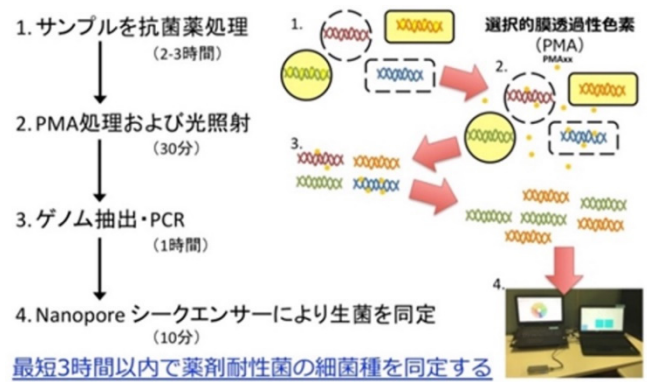 1. サンプルを抗菌薬処理
(2-3時間)
2. PMA処理および光照射
(30分)
3. ゲノム抽出・PCR
(1時間)
4. Nanopore シークエンサーにより生菌を同定
(10分)
最短3時間以内で薬剤耐性菌の細菌種を同定する
1.
選択的膜透過性色素
(PMA)
PMAxx
2.
3.
4.